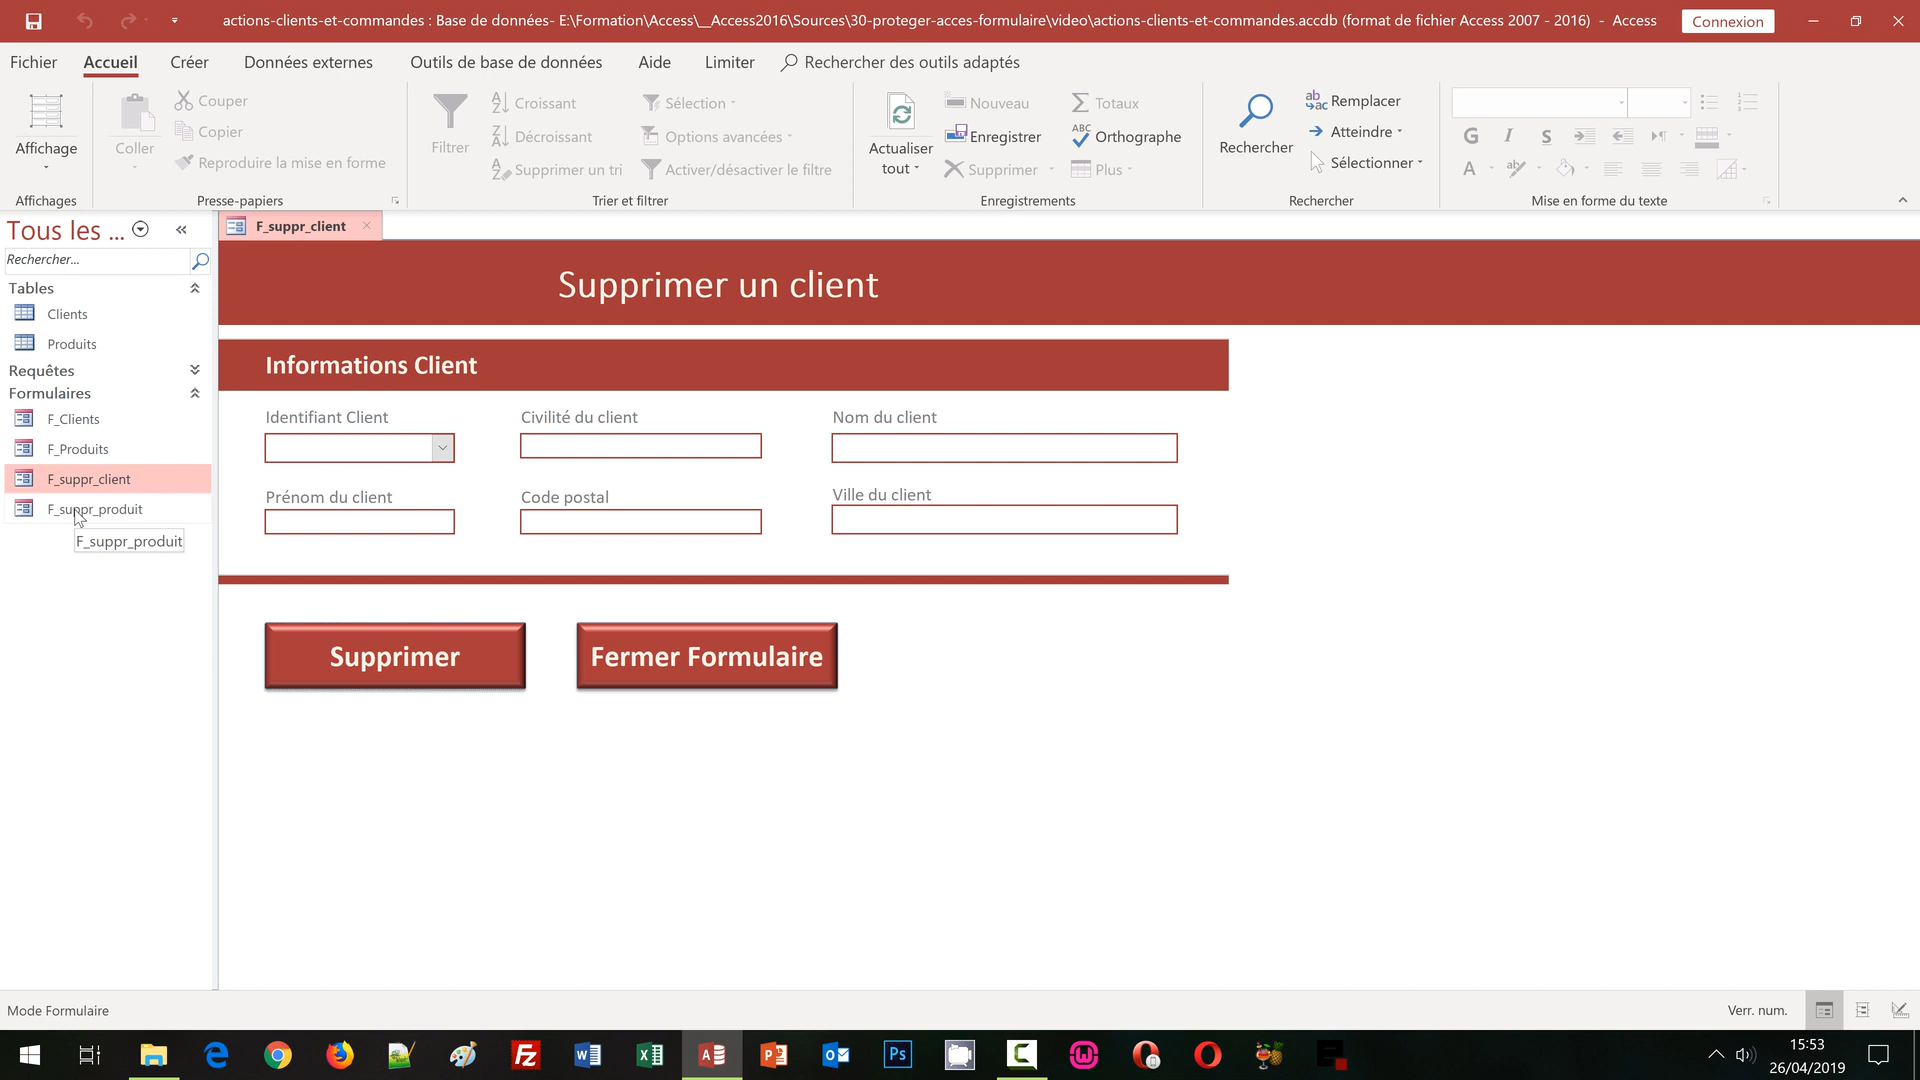 actions-clients-et-commandes : Base de données- E:\Formation\Access\__Access2016\Sources\30-proteger-acces-formulaire\video\actions-clients-et-commandes.accdb (format de fichier Access 2007 - 2016) - Access
Connexion
Fichier Accueil Créer Données externes Outils de base de données Aide Limiter Rechercher des outils adaptés
Affichage
Affichages
Coller
Couper
Copier
Reproduire la mise en forme
Presse-papiers
Filtrer
Croissant
Décroissant
Supprimer un tri
Sélection
Options avancées
Activer/désactiver le filtre
Trier et filtrer
Actualiser
tout
Nouveau
Enregistrer
Supprimer
Totaux
Orthographe
Plus
Enregistrements
Rechercher
Remplacer
Atteindre
Sélectionner
Rechercher
G I S
A
Mise en forme du texte
Tous les ...
Rechercher...
Tables
Clients
Produits
Requêtes
Formulaires
F_Clients
F_Produits
F_suppr_client
F_suppr_produit
F_suppr_produit
F_suppr_client
Supprimer un client
Informations Client
Identifiant Client Civilité du client Nom du client
Prénom du client Code postal Ville du client
Supprimer Fermer Formulaire
Mode Formulaire
Verr. num.
15:53
26/04/2019